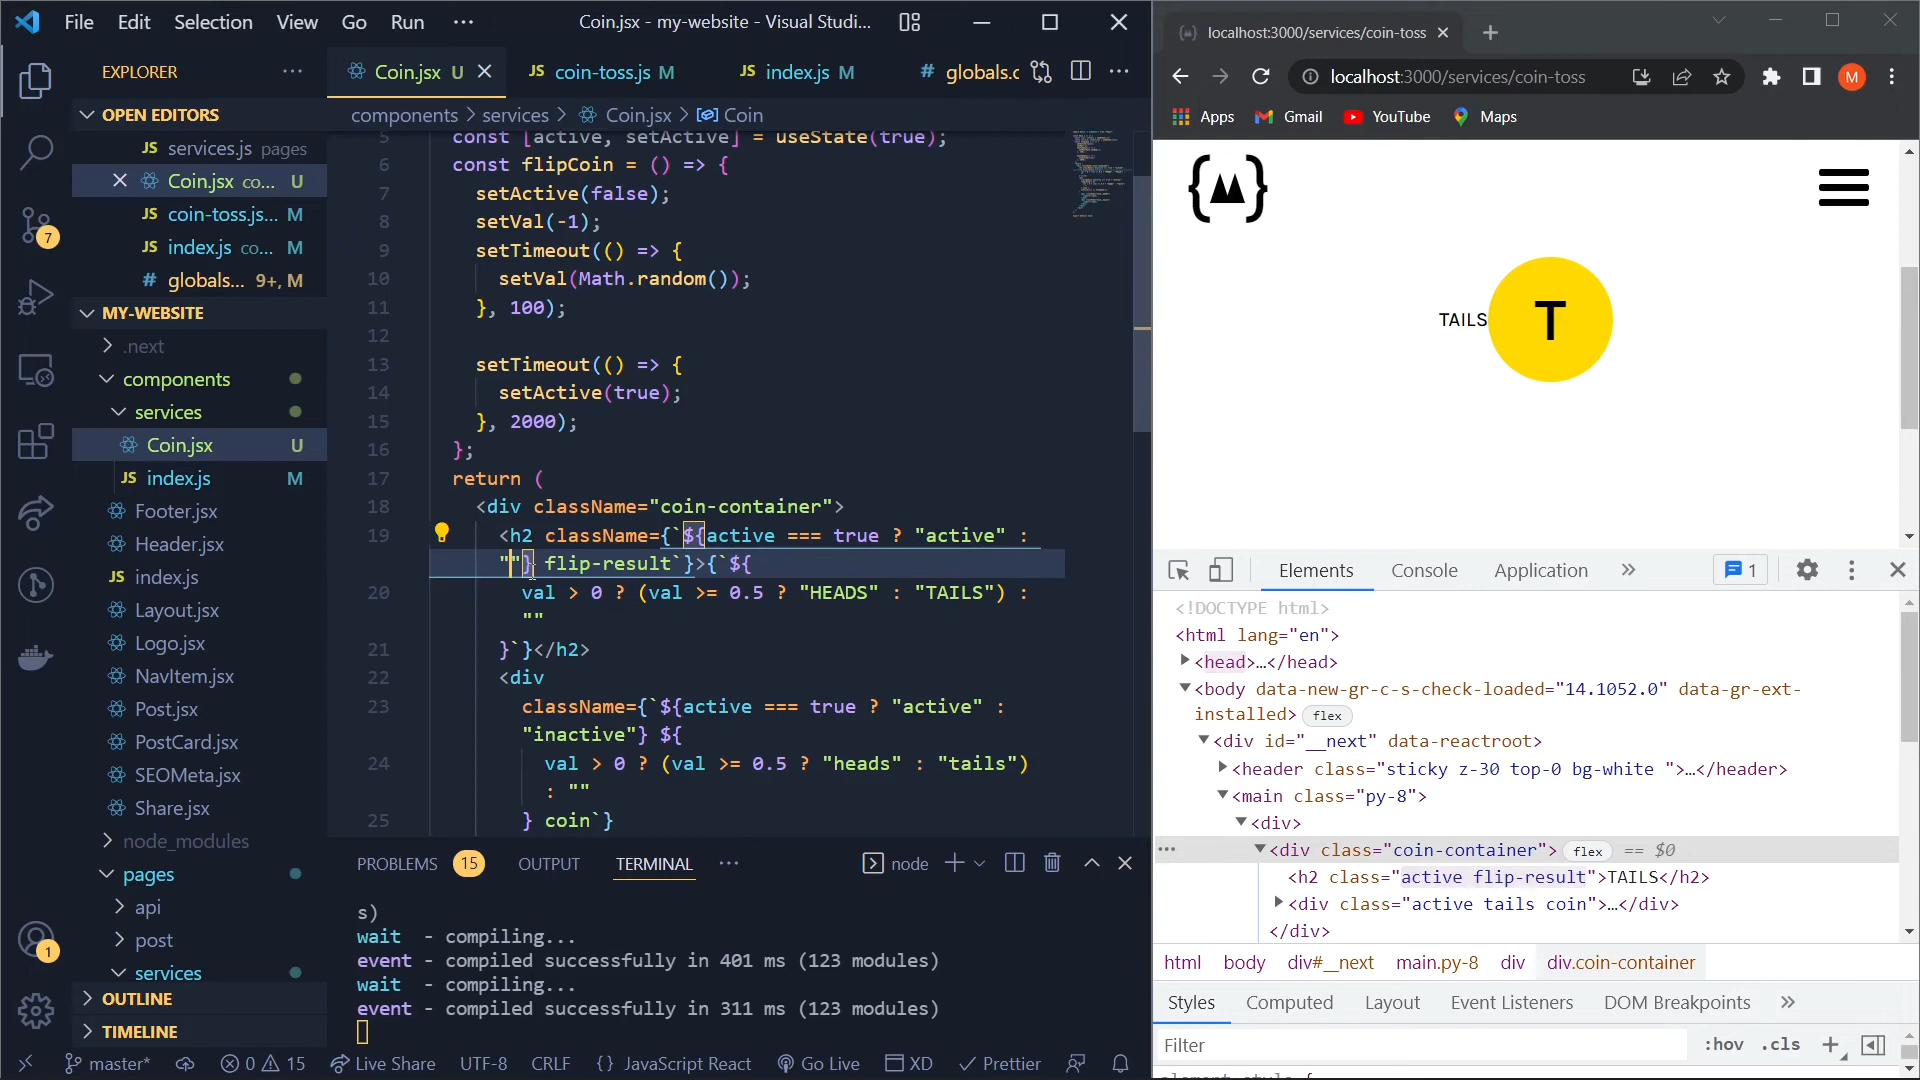 File Edit Selection View Go Run ··· Coin.jsx - my-website - Visual Studi...
EXPLORER ···
OPEN EDITORS
JS services.js pages
Coin.jsx co... U
JS coin-toss.js... M
JS index.js co... M
# globals... 9+, M
MY-WEBSITE
.next
components
services
Coin.jsx U
JS index.js M
Footer.jsx
Header.jsx
JS index.js
Layout.jsx
Logo.jsx
NavItem.jsx
Post.jsx
PostCard.jsx
SEOMeta.jsx
Share.jsx
node_modules
pages
api
post
services
OUTLINE
TIMELINE
7
1
Coin.jsx U JS coin-toss.js M JS index.js M # globals.c ···
components > services > Coin.jsx > Coin
5 const [active, setActive] = useState(true);
6 const flipCoin = () => {
7 setActive(false);
8 setVal(-1);
9 setTimeout(() => {
10 setVal(Math.random());
11 }, 100);
12
13 setTimeout(() => {
14 setActive(true);
15 }, 2000);
16 };
17 return (
18 <div className="coin-container">
19 <h2 className={`${active === true ? "active" :
""} flip-result`}>{`${
20 val > 0 ? (val >= 0.5 ? "HEADS" : "TAILS") :
""
21 }`}</h2>
22 <div
23 className={`${active === true ? "active" :
"inactive"} ${
24 val > 0 ? (val >= 0.5 ? "heads" : "tails")
: ""
25 } coin`}
PROBLEMS 15 OUTPUT TERMINAL ··· node
s)
wait - compiling...
event - compiled successfully in 401 ms (123 modules)
wait - compiling...
event - compiled successfully in 311 ms (123 modules)
master* 0 15 Live Share UTF-8 CRLF {} JavaScript React Go Live XD Prettier
localhost:3000/services/coin-toss
localhost:3000/services/coin-toss M
Apps Gmail YouTube Maps
TAILS T
Elements Console Application » 1
<!DOCTYPE html>
<html lang="en">
<head>…</head>
<body data-new-gr-c-s-check-loaded="14.1052.0" data-gr-ext-
installed> flex
<div id="__next" data-reactroot>
<header class="sticky z-30 top-0 bg-white ">…</header>
<main class="py-8">
<div>
··· <div class="coin-container"> flex == $0
<h2 class="active flip-result">TAILS</h2>
<div class="active tails coin">…</div>
</div>
html body div#__next main.py-8 div div.coin-container
Styles Computed Layout Event Listeners DOM Breakpoints »
Filter :hov .cls +
element.style {